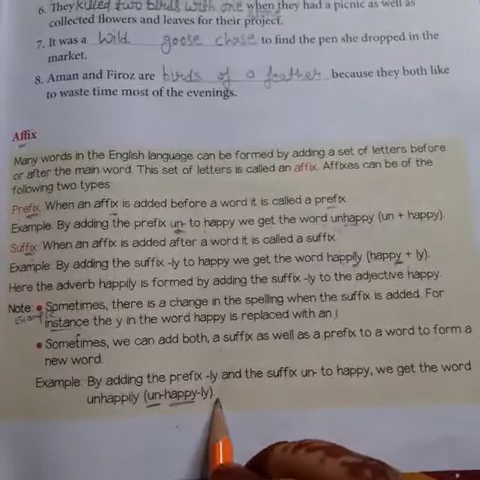 6. They killed two birds with one when they had a picnic as well as
collected flowers and leaves for their project.
7. It was a wild goose chase to find the pen she dropped in the
market.
8. Aman and Firoz are birds of a feather because they both like
to waste time most of the evenings.
Affix
Many words in the English language can be formed by adding a set of letters before
or after the main word. This set of letters is called an affix. Affixes can be of the
following two types:
Prefix: When an affix is added before a word it is called a prefix.
Example: By adding the prefix un- to happy we get the word unhappy (un + happy).
Suffix: When an affix is added after a word it is called a suffix
Example: By adding the suffix -ly to happy we get the word happily (happy + ly).
Here the adverb happily is formed by adding the suffix -ly to the adjective happy.
Note: • Sometimes, there is a change in the spelling when the suffix is added. For
Example
instance the y in the word happy is replaced with an i
• Sometimes, we can add both, a suffix as well as a prefix to a word to form a
new word.
Example: By adding the prefix -ly and the suffix un- to happy, we get the word
unhappily (un-happy-ly).